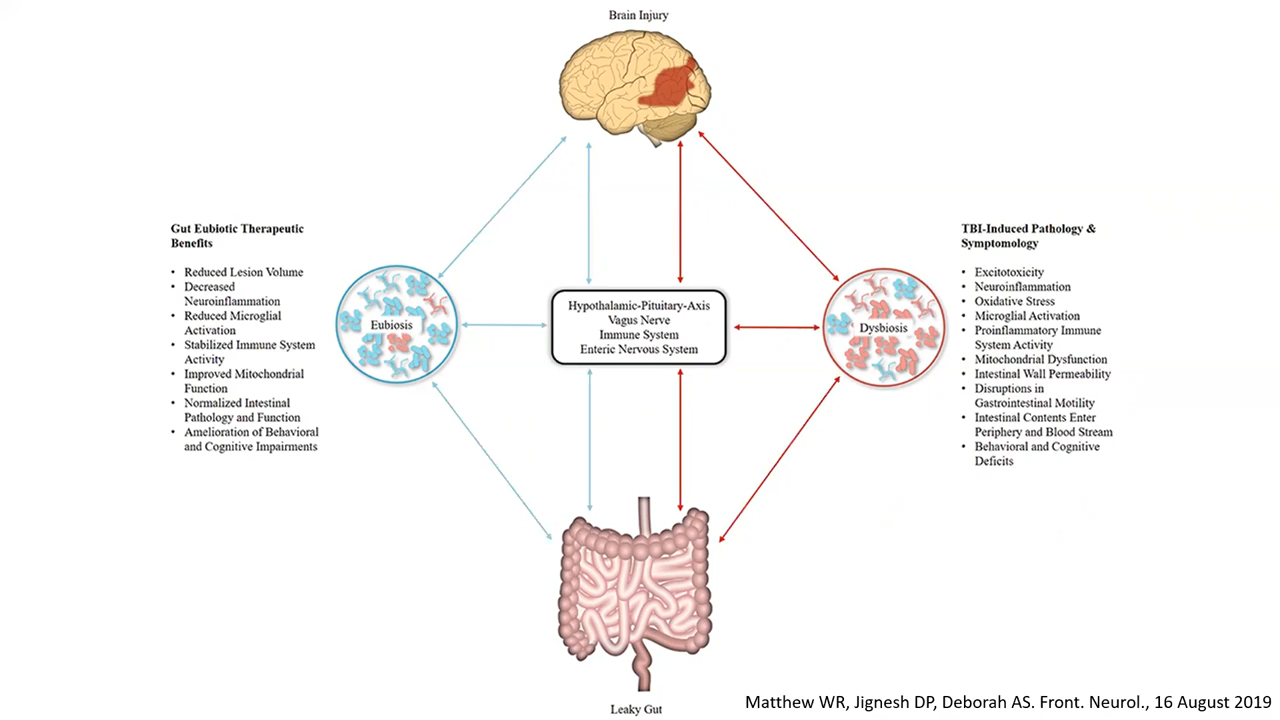 Brain Injury
Gut Eubiotic Therapeutic
Benefits
• Reduced Lesion Volume
• Decreased
Neuroinflammation
• Reduced Microglial
Activation
• Stabilized Immune System
Activity
• Improved Mitochondrial
Function
• Normalized Intestinal
Pathology and Function
• Amelioration of Behavioral
and Cognitive Impairments
Eubiosis
Hypothalamic-Pituitary-Axis
Vagus Nerve
Immune System
Enteric Nervous System
Dysbiosis
TBI-Induced Pathology &
Symptomology
• Excitotoxicity
• Neuroinflammation
• Oxidative Stress
• Microglial Activation
• Proinflammatory Immune
System Activity
• Mitochondrial Dysfunction
• Intestinal Wall Permeability
• Disruptions in
Gastrointestinal Motility
• Intestinal Contents Enter
Periphery and Blood Stream
• Behavioral and Cognitive
Deficits
Leaky Gut
Matthew WR, Jignesh DP, Deborah AS. Front. Neurol., 16 August 2019